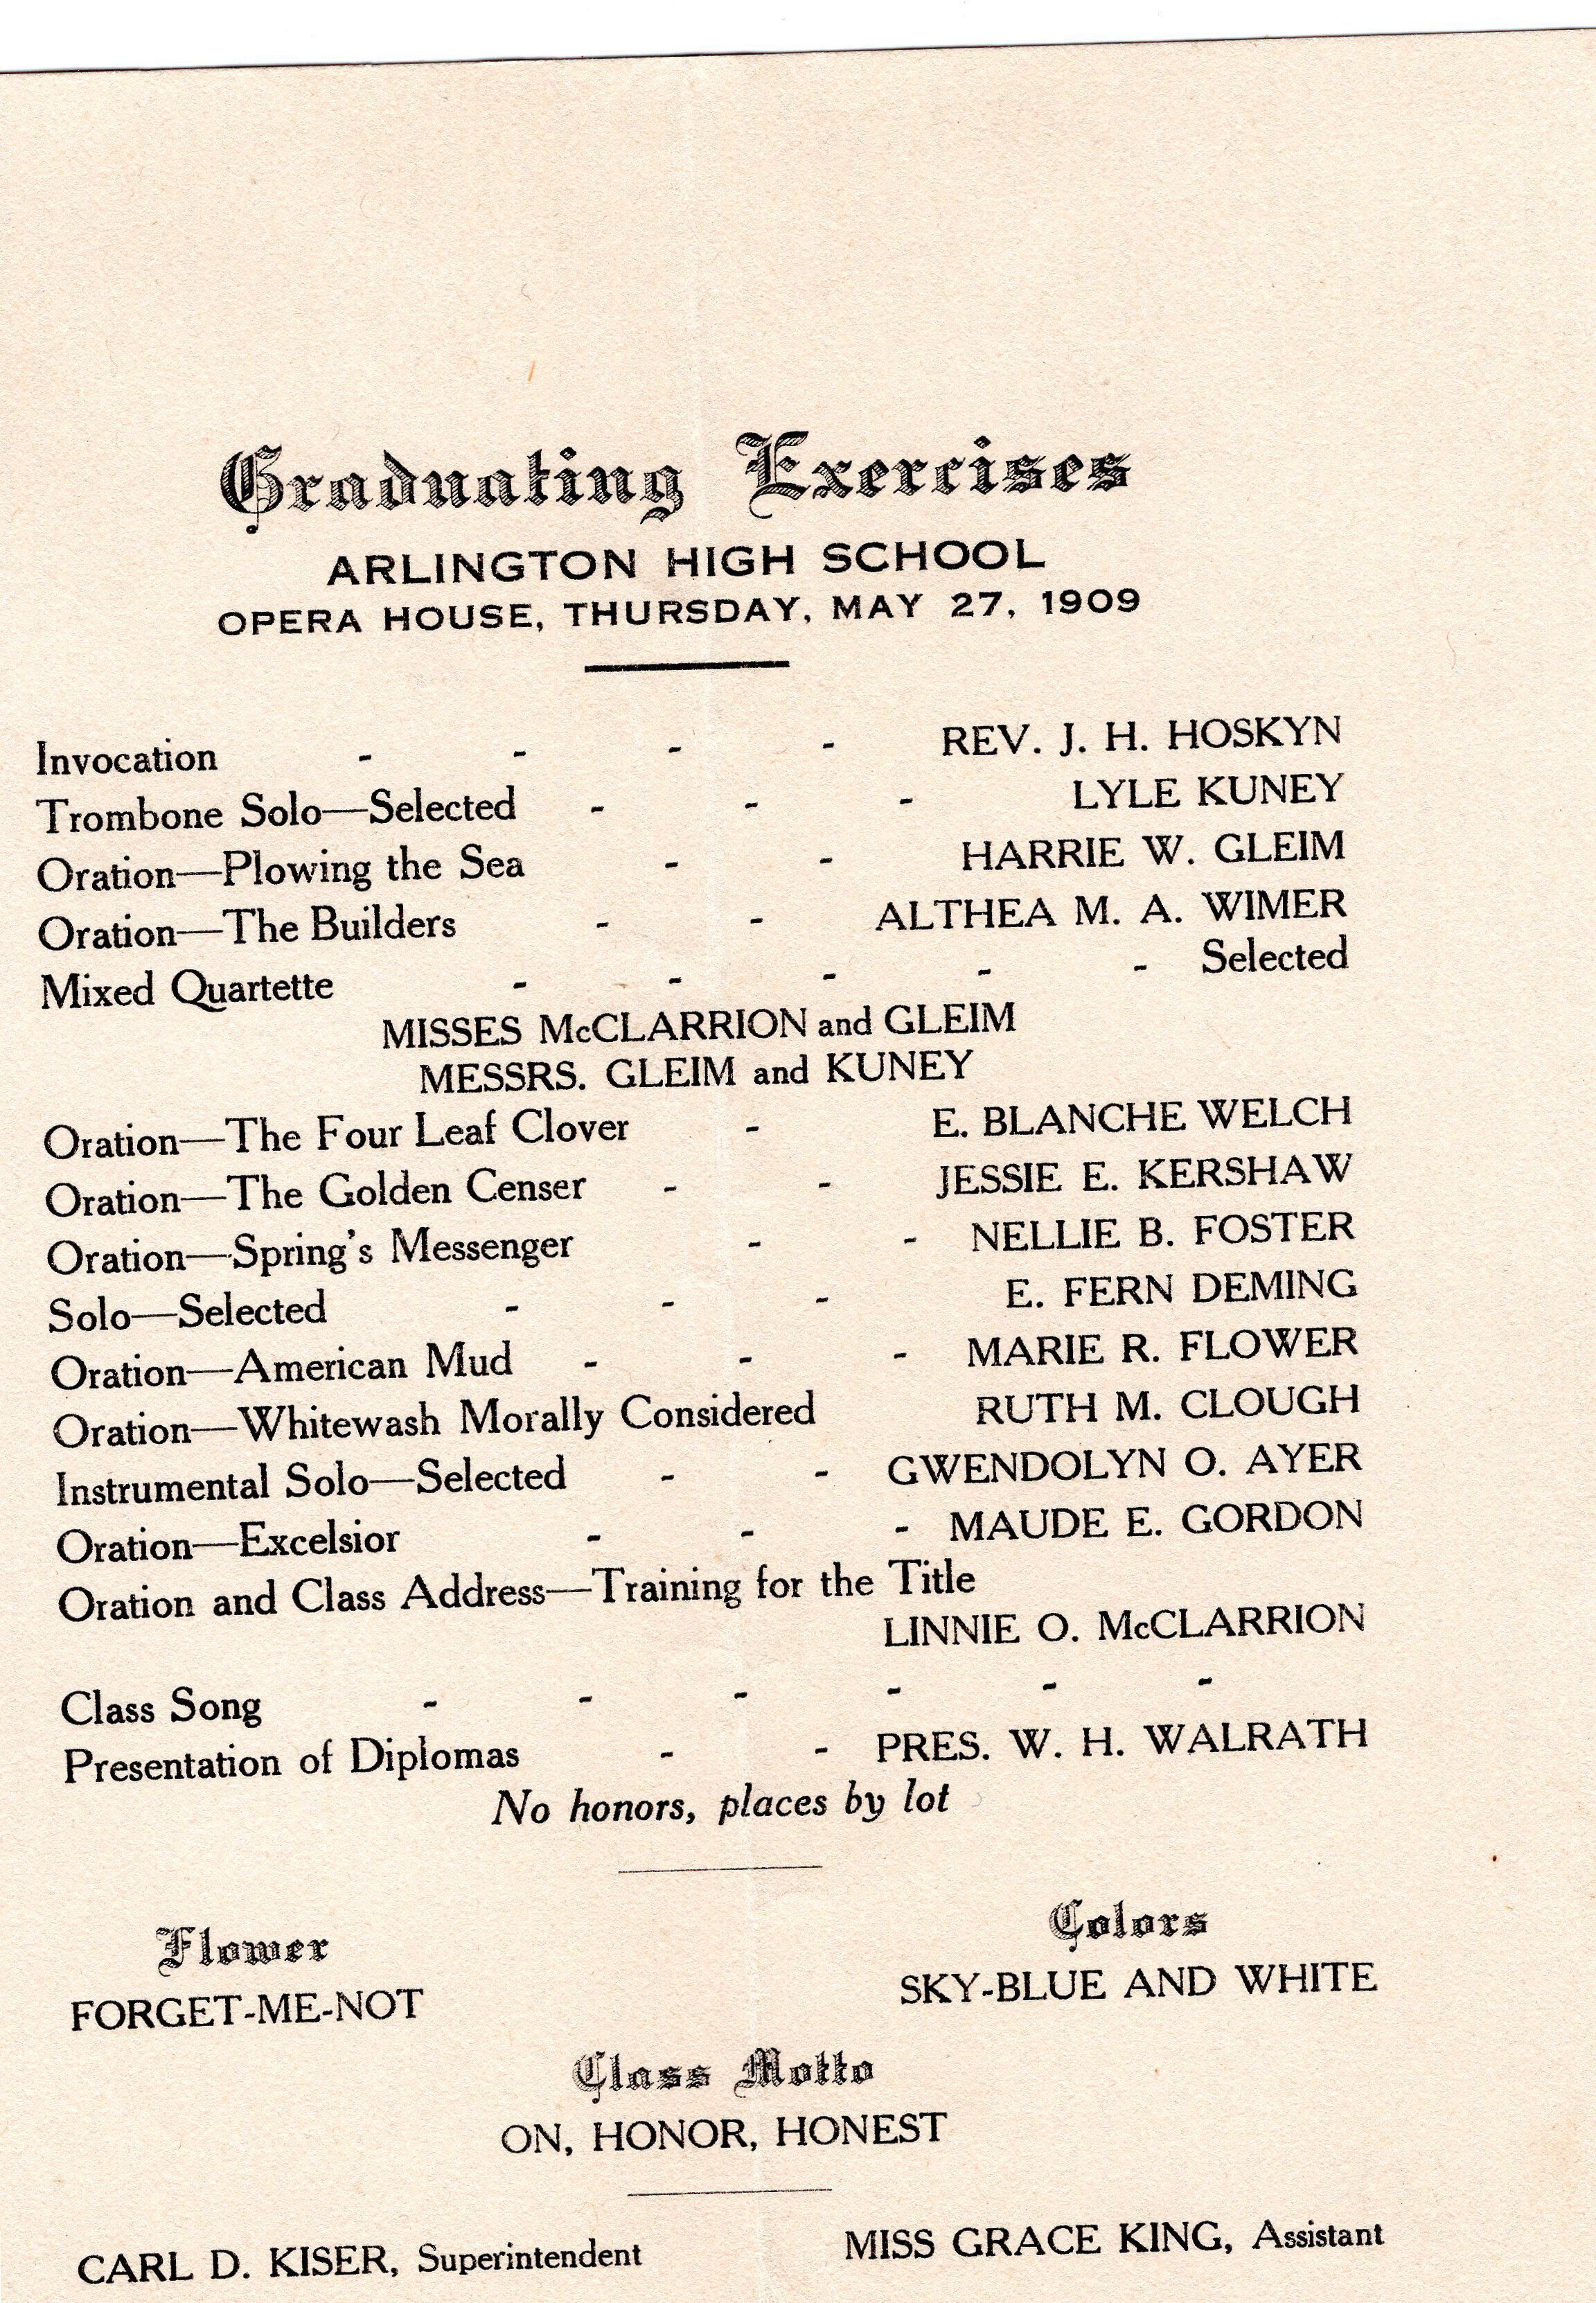 Graduating Exercises
ARLINGTON HIGH SCHOOL
OPERA HOUSE, THURSDAY, MAY 27, 1909
Invocation - - - - REV. J. H. HOSKYN
Trombone Solo—Selected - - - LYLE KUNEY
Oration—Plowing the Sea - - HARRIE W. GLEIM
Oration—The Builders - - ALTHEA M. A. WIMER
Mixed Quartette - - - - - Selected
MISSES McCLARRION and GLEIM
MESSRS. GLEIM and KUNEY
Oration—The Four Leaf Clover - E. BLANCHE WELCH
Oration—The Golden Censer - - JESSIE E. KERSHAW
Oration—Spring's Messenger - - NELLIE B. FOSTER
Solo—Selected - - - E. FERN DEMING
Oration—American Mud - - - MARIE R. FLOWER
Oration—Whitewash Morally Considered RUTH M. CLOUGH
Instrumental Solo—Selected - - GWENDOLYN O. AYER
Oration—Excelsior - - - MAUDE E. GORDON
Oration and Class Address—Training for the Title
LINNIE O. McCLARRION
Class Song - - - - - -
Presentation of Diplomas - - PRES. W. H. WALRATH
No honors, places by lot
Flower Colors
FORGET-ME-NOT SKY-BLUE AND WHITE
Class Motto
ON, HONOR, HONEST
CARL D. KISER, Superintendent MISS GRACE KING, Assistant